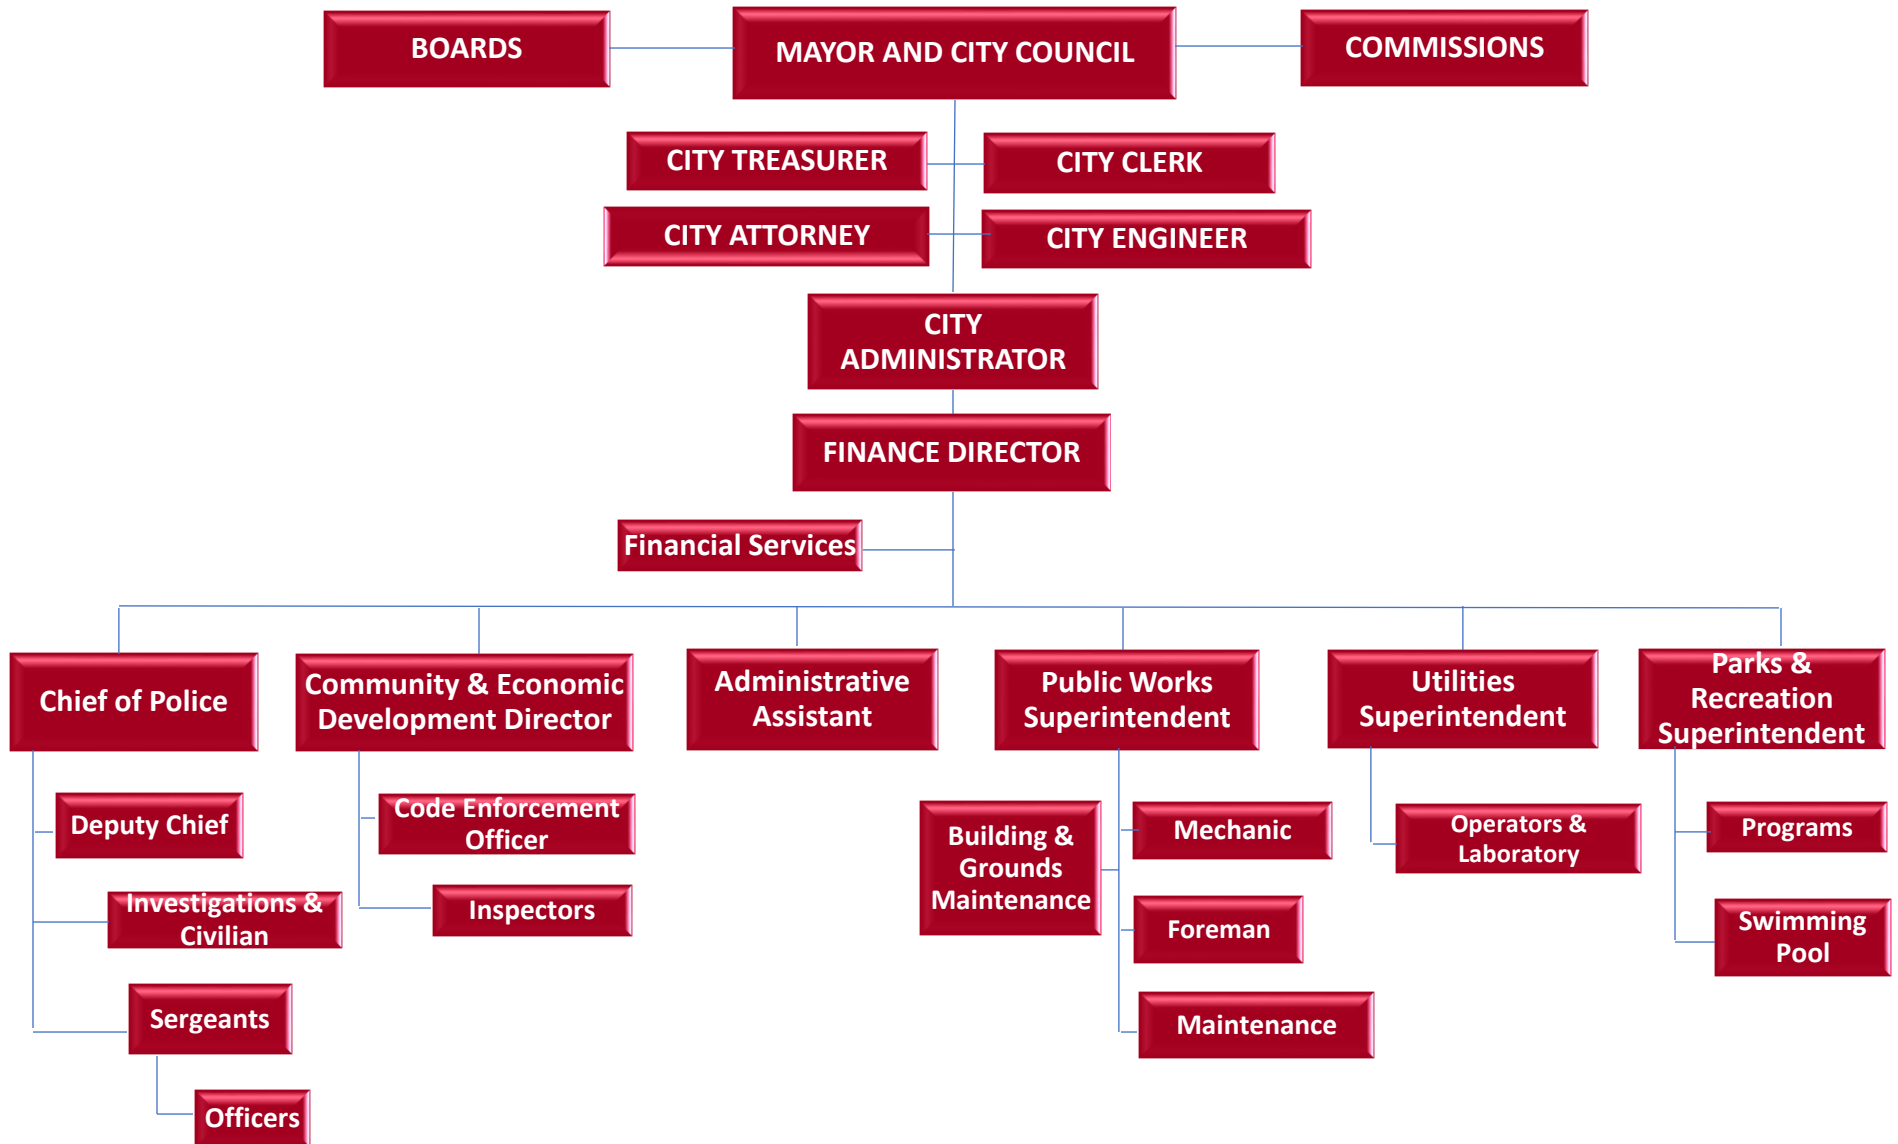 BOARDS
MAYOR AND CITY COUNCIL
COMMISSIONS
CITY TREASURER
CITY CLERK
CITY ATTORNEY
CITY ENGINEER
CITY
ADMINISTRATOR
FINANCE DIRECTOR
Financial Services
Chief of Police
Community & Economic
Development Director
Administrative
Assistant
Public Works
Superintendent
Utilities
Superintendent
Parks &
Recreation
Superintendent
Deputy Chief
Investigations &
Civilian
Sergeants
Officers
Code Enforcement
Officer
Inspectors
Building &
Grounds
Maintenance
Mechanic
Foreman
Maintenance
Operators &
Laboratory
Programs
Swimming
Pool